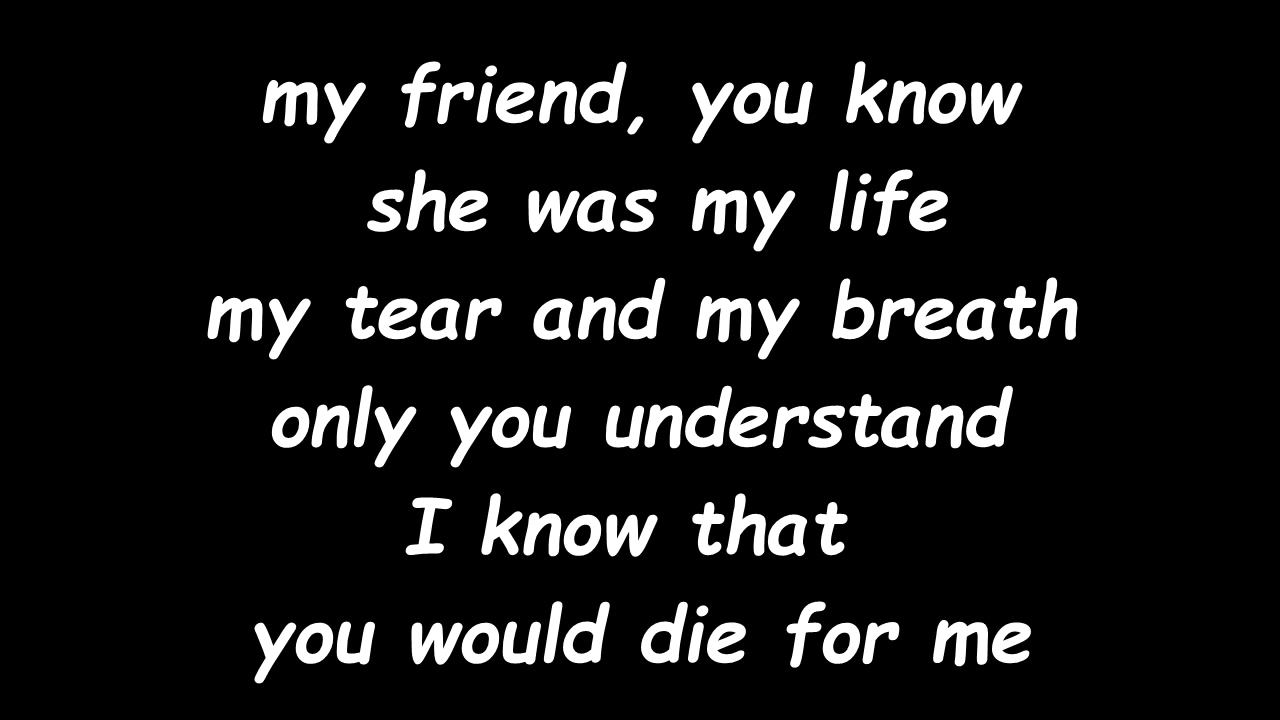 my friend, you know
she was my life
my tear and my breath
only you understand
I know that
you would die for me